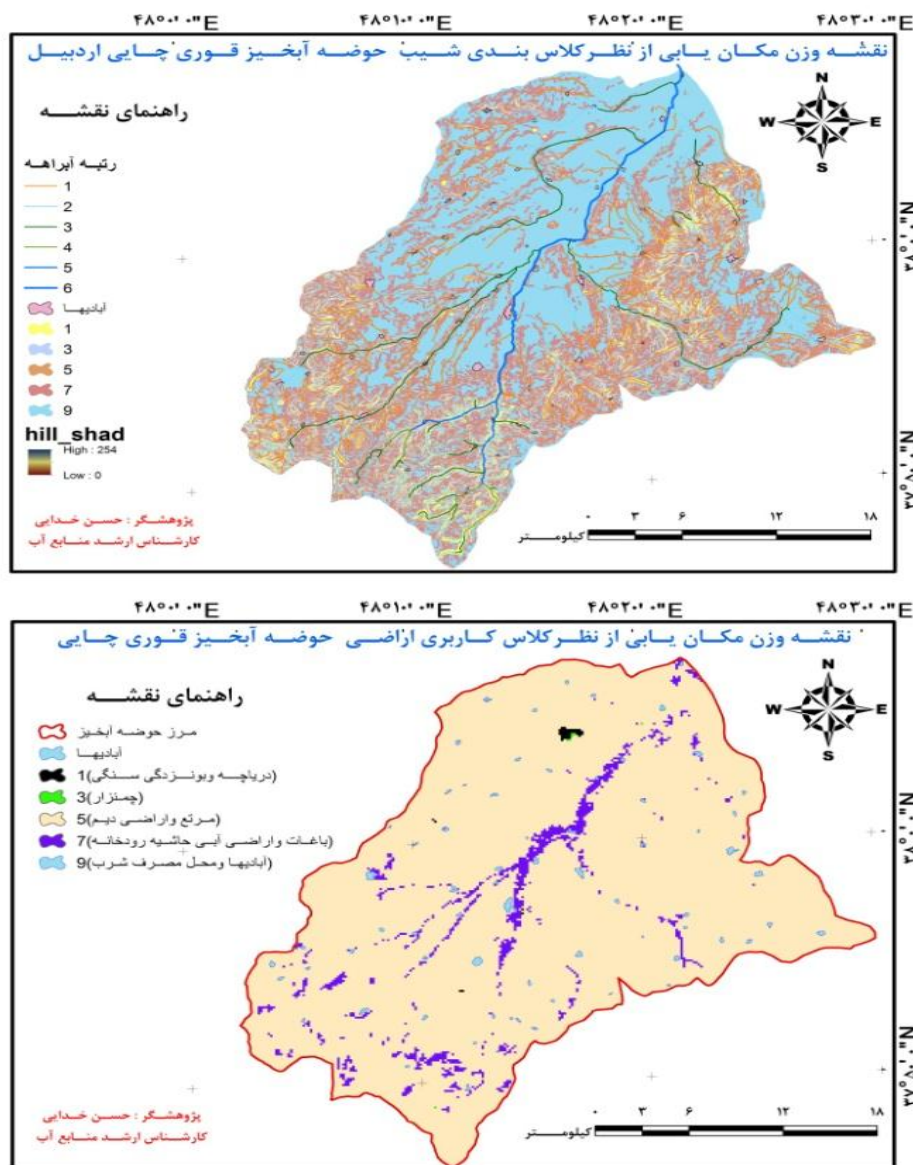 ۴۸°۰'۰"E ۴۸°۱۰'۰"E ۴۸°۲۰'۰"E ۴۸°۳۰'۰"E
نقشه وزن مکان یابی از نظر کلاس بندی شیب حوضه آبخیز قوری چایی اردبیل
راهنمای نقشه
رتبه آبراهه
1
2
3
4
5
6
آبادیها
1
3
5
7
9
hill_shad
High : 254
Low : 0
N
W E
S
پژوهشگر : حسن خدایی
کارشناس ارشد منابع آب
۰ ۳ ۶ ۱۲ ۱۸
کیلومتر
۴۸°۰'۰"E ۴۸°۱۰'۰"E ۴۸°۲۰'۰"E ۴۸°۳۰'۰"E
نقشه وزن مکان یابی از نظر کلاس کاربری اراضی حوضه آبخیز قوری چایی
راهنمای نقشه
مرز حوضه آبخیز
آبادیها
1(دریاچه وبونزدگی سنگی)
3(چمنزار)
5(مرتع واراضی دیم)
7(باغات واراضی آبی حاشیه رودخانه)
9(آبادیها ومحل مصرف شرب)
N
W E
S
پژوهشگر : حسن خدایی
کارشناس ارشد منابع آب
۰ ۳ ۶ ۱۲ ۱۸
کیلومتر